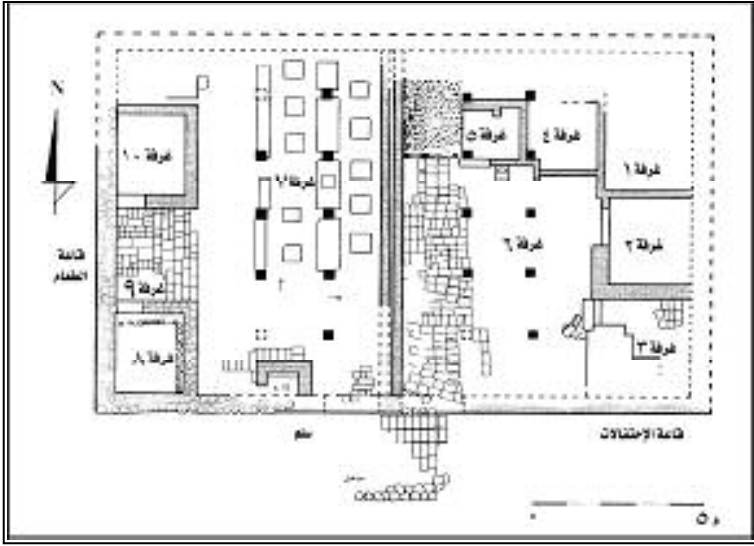 N
غرفة ١٠
غرفة ٥
غرفة ٤
غرفة ١
غرفة ٧
غرفة ٦
غرفة ٢
قاعة
الطعام
غرفة ٩
غرفة ٨
غرفة ٣
سلم
قاعة الإحتفالات